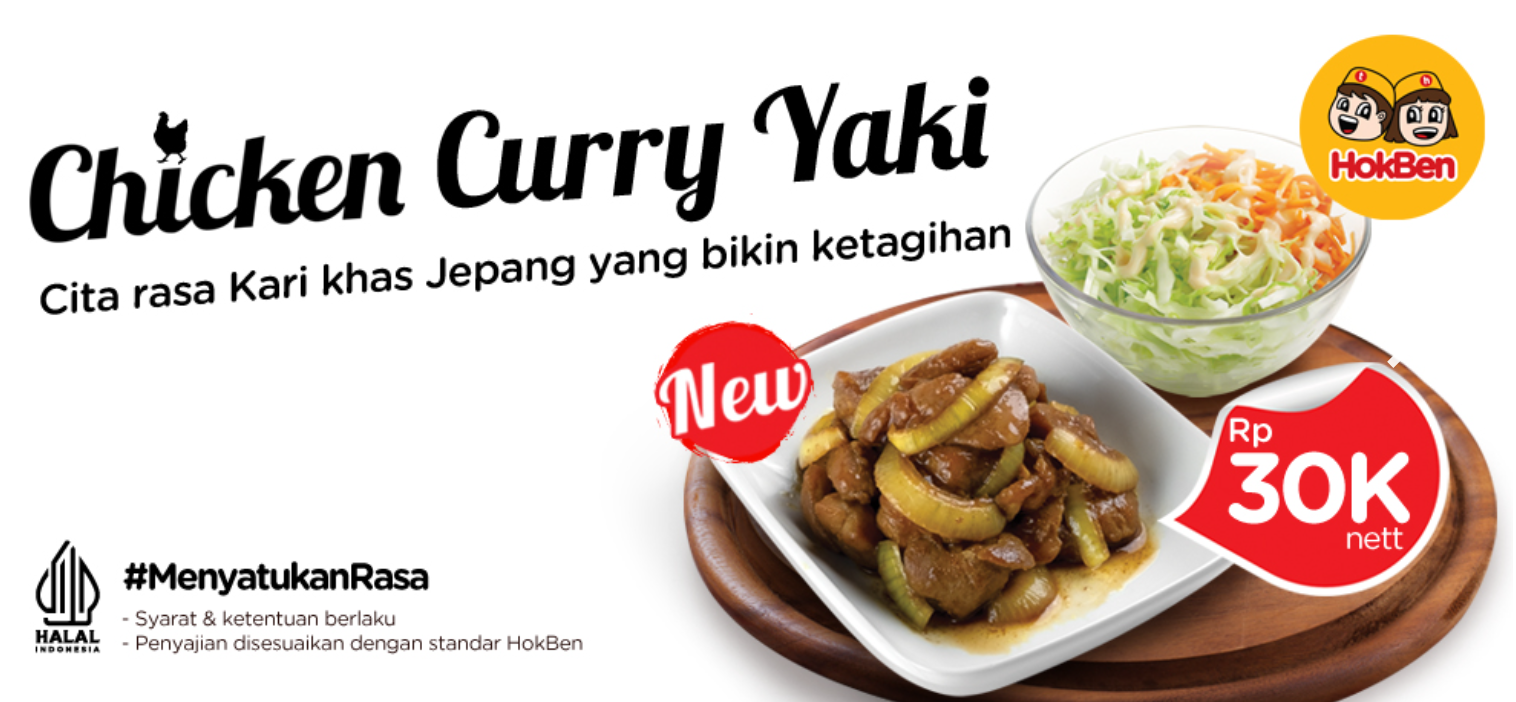 Chicken Curry Yaki
Cita rasa Kari khas Jepang yang bikin ketagihan
t h
HokBen
New
Rp
30K
nett
#MenyatukanRasa
- Syarat & ketentuan berlaku
- Penyajian disesuaikan dengan standar HokBen
HALAL
INDONESIA